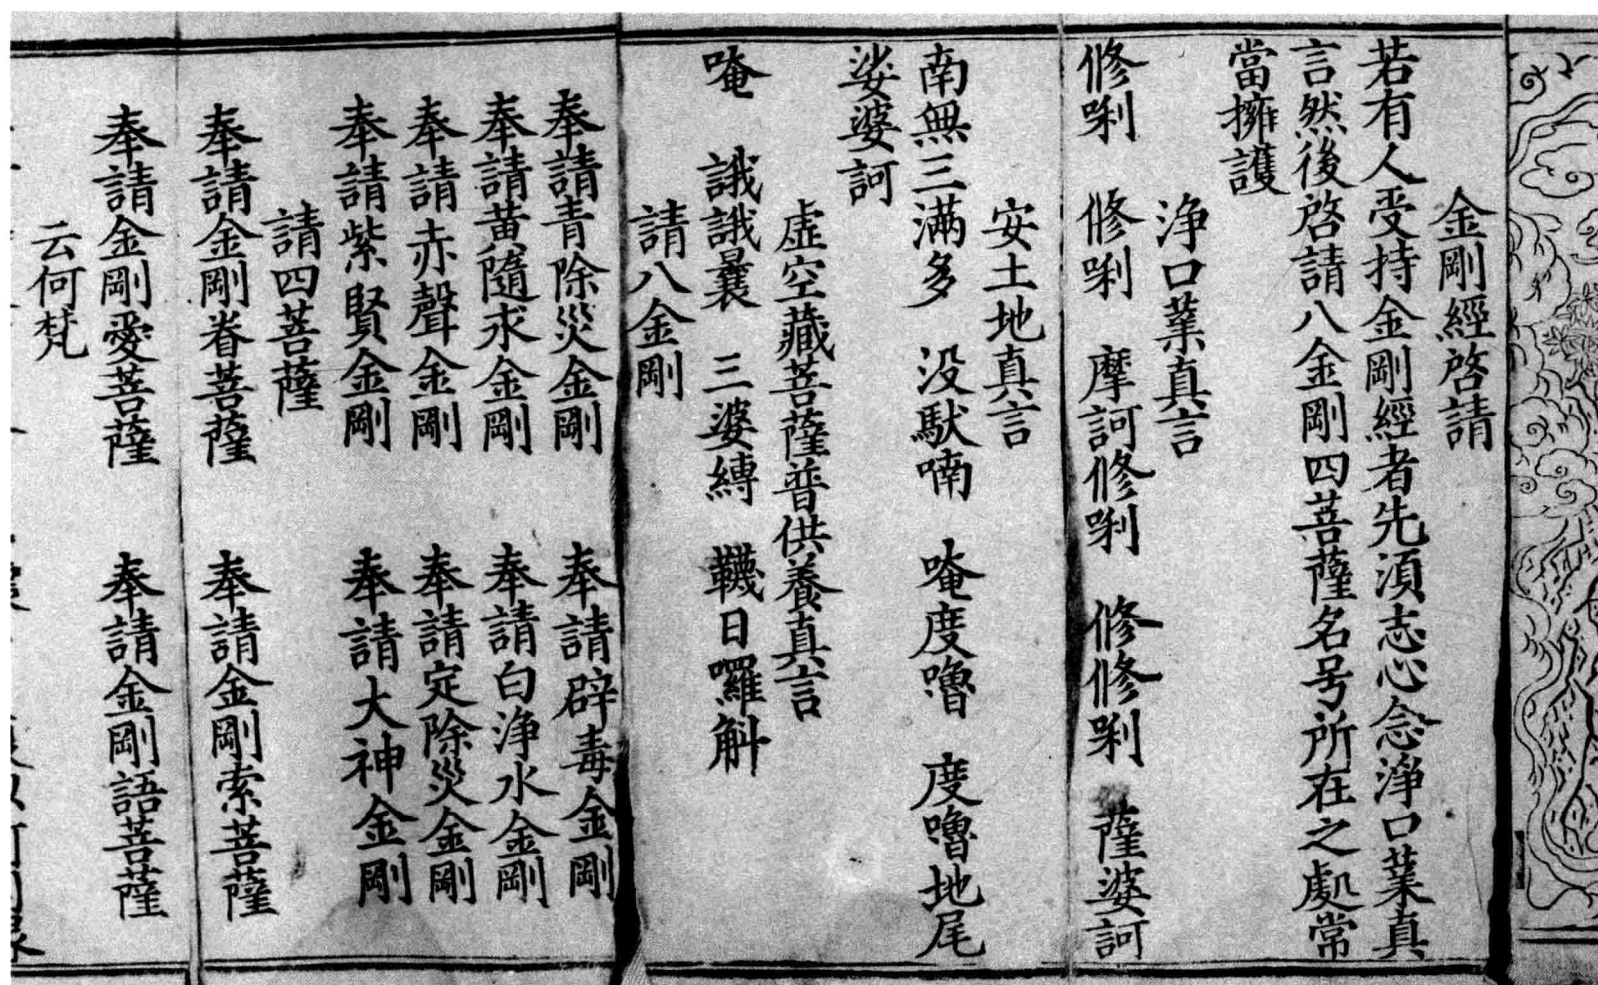 金剛經啓請
若有人受持金剛經者先湏志心念淨口業真
言然後啓請八金剛四菩薩名号所在之處常
當擁護
淨口業真言
修唎 修唎 摩訶修唎 修修唎 薩婆訶
安土地真言
南無三滿多 没馱喃 唵度嚕 度嚕地尾
娑婆訶
虛空藏菩薩普供養真言
唵 誐誐曩 三婆縛 韈日囉斛
請八金剛
奉請青除災金剛 奉請辟毒金剛
奉請黃隨求金剛 奉請白淨水金剛
奉請赤聲金剛 奉請定除災金剛
奉請紫賢金剛 奉請大神金剛
請四菩薩
奉請金剛眷菩薩 奉請金剛索菩薩
奉請金剛愛菩薩 奉請金剛語菩薩
云何梵